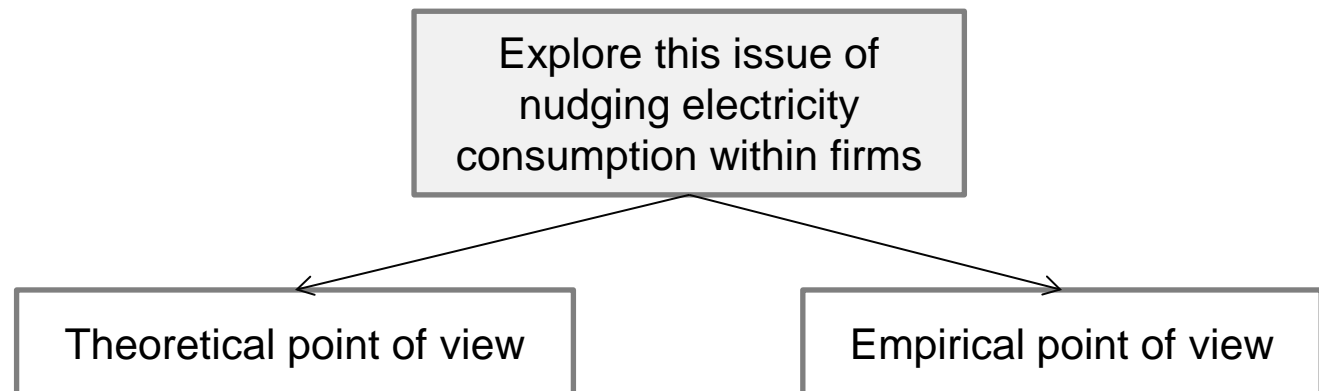 Explore this issue of
nudging electricity
consumption within firms
Theoretical point of view
Empirical point of view